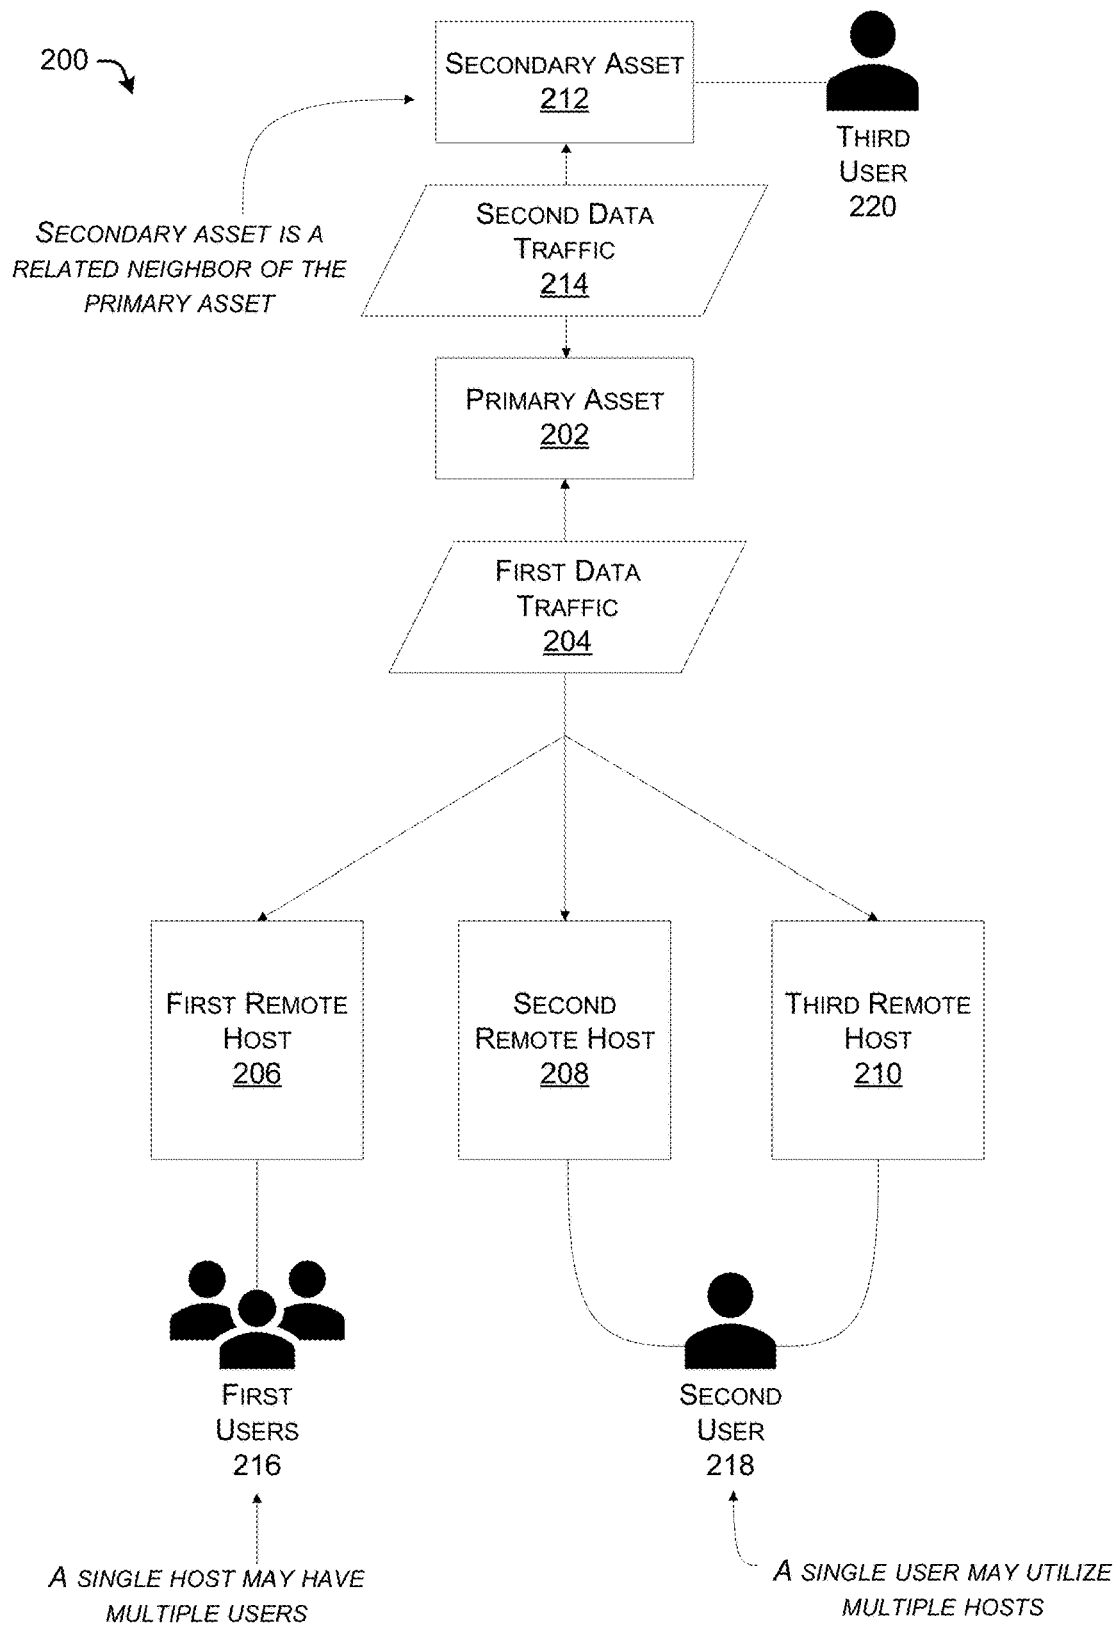 200
SECONDARY ASSET
212
THIRD
USER
220
SECONDARY ASSET IS A
RELATED NEIGHBOR OF THE
PRIMARY ASSET
SECOND DATA
TRAFFIC
214
PRIMARY ASSET
202
FIRST DATA
TRAFFIC
204
FIRST REMOTE
HOST
206
SECOND
REMOTE HOST
208
THIRD REMOTE
HOST
210
FIRST
USERS
216
SECOND
USER
218
A SINGLE HOST MAY HAVE
MULTIPLE USERS
A SINGLE USER MAY UTILIZE
MULTIPLE HOSTS